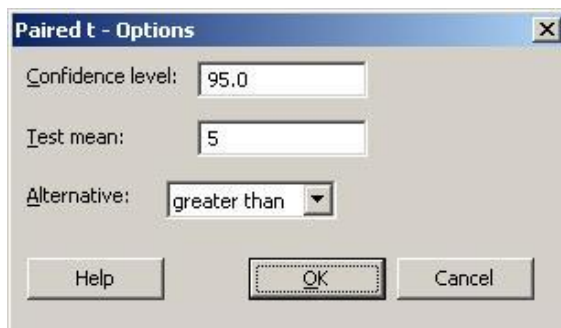 Paired t - Options
Confidence level: 95.0
Test mean: 5
Alternative: greater than
Help OK Cancel